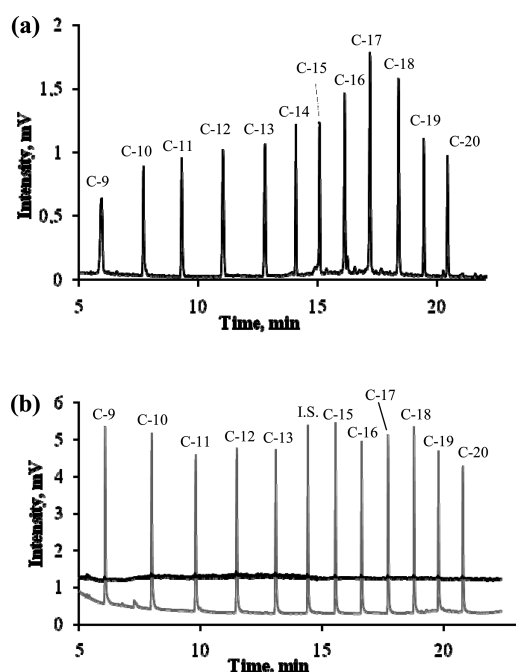 (a)
2
1.5
1
0.5
0
Intensity, mV
C-9
C-10
C-11
C-12
C-13
C-14
C-15
C-16
C-17
C-18
C-19
C-20
5
10
15
20
Time, min
(b)
6
5
4
3
2
1
0
Intensity, mV
C-9
C-10
C-11
C-12
C-13
I.S.
C-15
C-16
C-17
C-18
C-19
C-20
5
10
15
20
Time, min